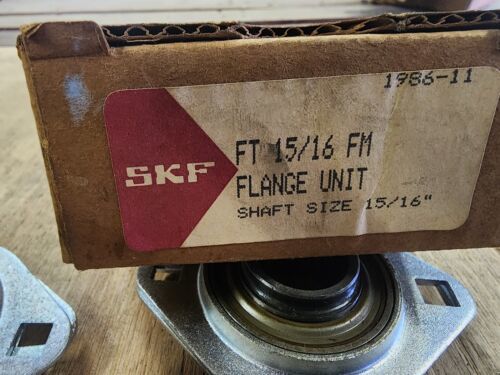 1986-11
SKF
FT 15/16 FM
FLANGE UNIT
SHAFT SIZE 15/16"